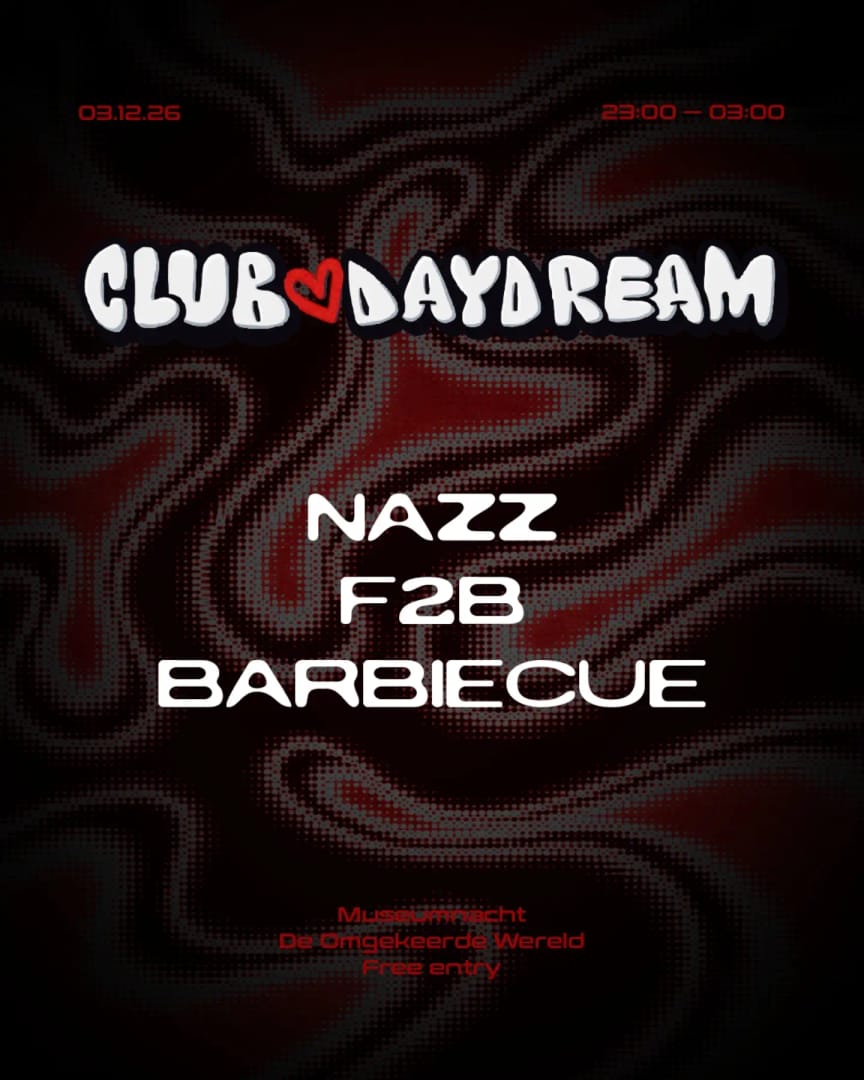 03.12.26
23:00 — 03:00
CLUB DAYDREAM
NAZZ
F2B
BARBIECUE
Museumnacht
De Omgekeerde Wereld
Free entry